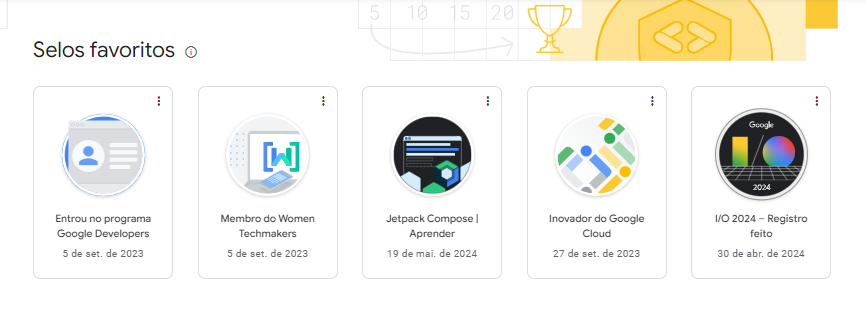 5 10 15 20
Selos favoritos
Google
2024
Entrou no programa
Google Developers
5 de set. de 2023
Membro do Women
Techmakers
5 de set. de 2023
Jetpack Compose |
Aprender
19 de mai. de 2024
Inovador do Google
Cloud
27 de set. de 2023
I/O 2024 – Registro
feito
30 de abr. de 2024